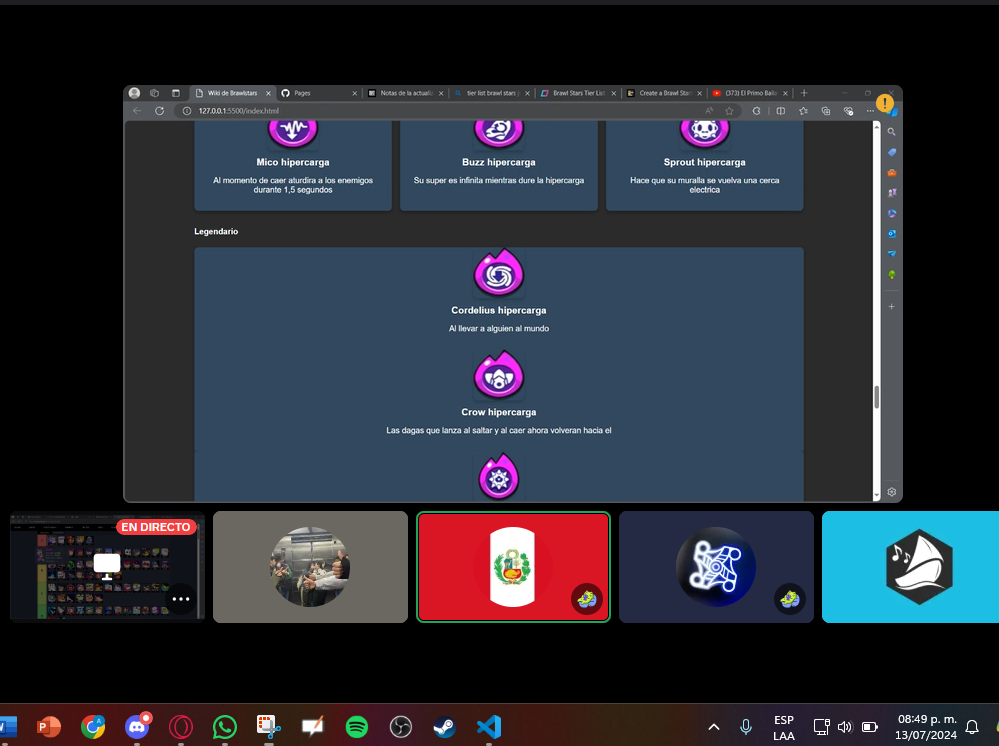 Wiki de Brawlstars
Pages
Notas de la actualiz
tier list brawl stars
Brawl Stars Tier List
Create a Brawl Star
(373) El Primo Baila
127.0.0.1:5500/index.html
Mico hipercarga
Buzz hipercarga
Sprout hipercarga
Al momento de caer aturdira a los enemigos
durante 1,5 segundos
Su super es infinita mientras dure la hipercarga
Hace que su muralla se vuelva una cerca
electrica
Legendario
Cordelius hipercarga
Al llevar a alguien al mundo
Crow hipercarga
Las dagas que lanza al saltar y al caer ahora volveran hacia el
EN DIRECTO
ESP
LAA
08:49 p. m.
13/07/2024